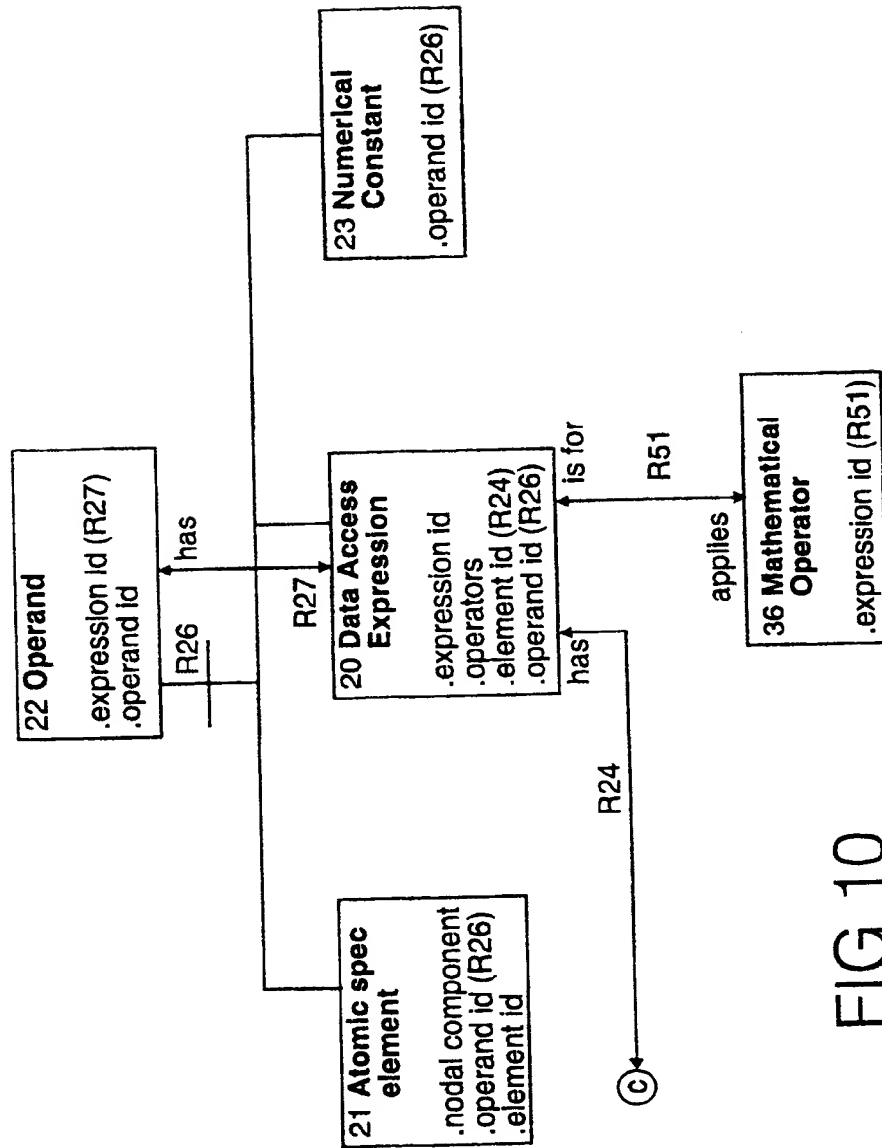 22 Operand
.expression id (R27)
.operand id
R26
has
R27
21 Atomic spec
element
.nodal component
.operand id (R26)
.element id
20 Data Access
Expression
.expression id
.operators
.element id (R24)
.operand id (R26)
23 Numerical
Constant
.operand id (R26)
has
is for
R24
R51
C
applies
36 Mathematical
Operator
.expression id (R51)
FIG 10